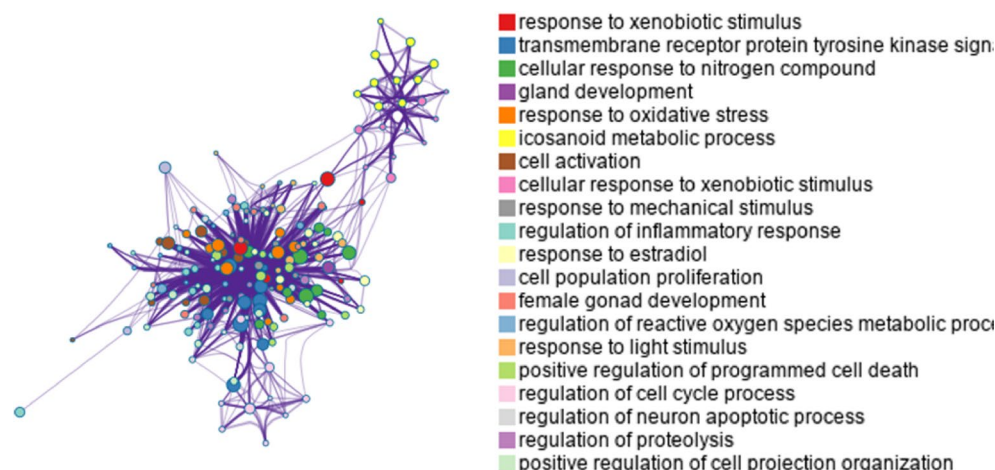 response to xenobiotic stimulus
transmembrane receptor protein tyrosine kinase sign
cellular response to nitrogen compound
gland development
response to oxidative stress
icosanoid metabolic process
cell activation
cellular response to xenobiotic stimulus
response to mechanical stimulus
regulation of inflammatory response
response to estradiol
cell population proliferation
female gonad development
regulation of reactive oxygen species metabolic proce
response to light stimulus
positive regulation of programmed cell death
regulation of cell cycle process
regulation of neuron apoptotic process
regulation of proteolysis
positive regulation of cell projection organization